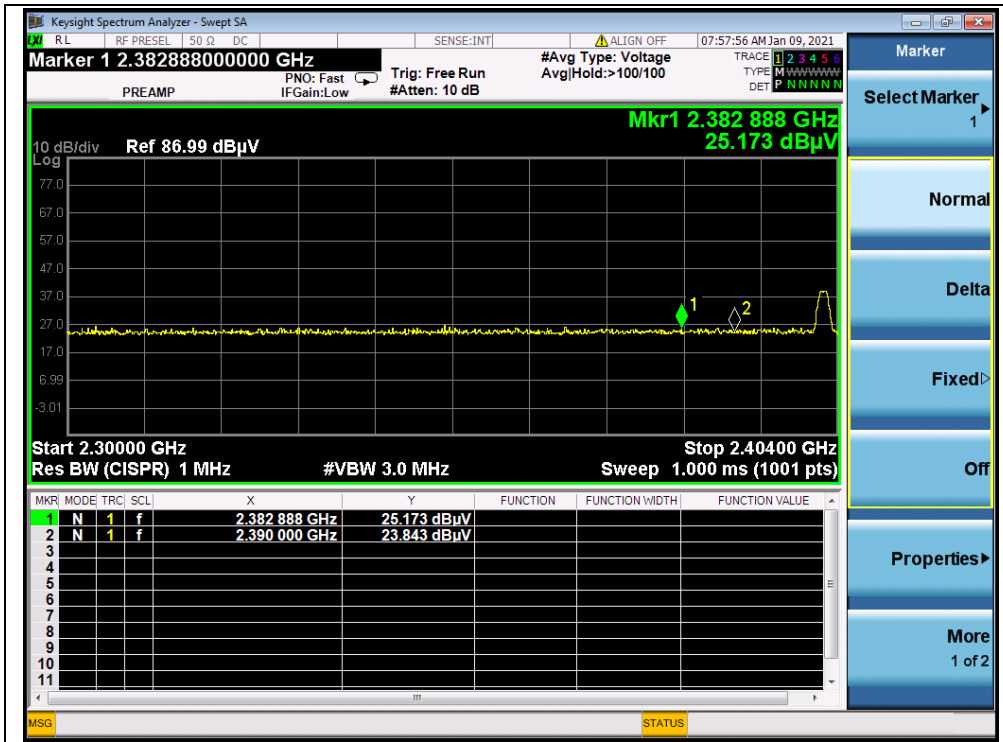 Keysight Spectrum Analyzer - Swept SA
LXI RL RF PRESEL 50 Ω DC SENSE:INT ALIGN OFF 07:57:56 AM Jan 09, 2021
Marker 1 2.382888000000 GHz
PREAMP
PNO: Fast
IFGain:Low
Trig: Free Run
#Atten: 10 dB
#Avg Type: Voltage
Avg|Hold:>100/100
TRACE 1 2 3 4 5 6
TYPE M WWWWW
DET P N N N N N
Mkr1 2.382 888 GHz
25.173 dBµV
10 dB/div Ref 86.99 dBµV
Log
77.0
67.0
57.0
47.0
37.0
27.0
17.0
6.99
-3.01
1
2
Start 2.30000 GHz Stop 2.40400 GHz
Res BW (CISPR) 1 MHz #VBW 3.0 MHz Sweep 1.000 ms (1001 pts)
MKR MODE TRC SCL X Y FUNCTION FUNCTION WIDTH FUNCTION VALUE
1 N 1 f 2.382 888 GHz 25.173 dBµV
2 N 1 f 2.390 000 GHz 23.843 dBµV
3
4
5
6
7
8
9
10
11
MSG STATUS
Marker
Select Marker
1
Normal
Delta
Fixed
Off
Properties
More
1 of 2